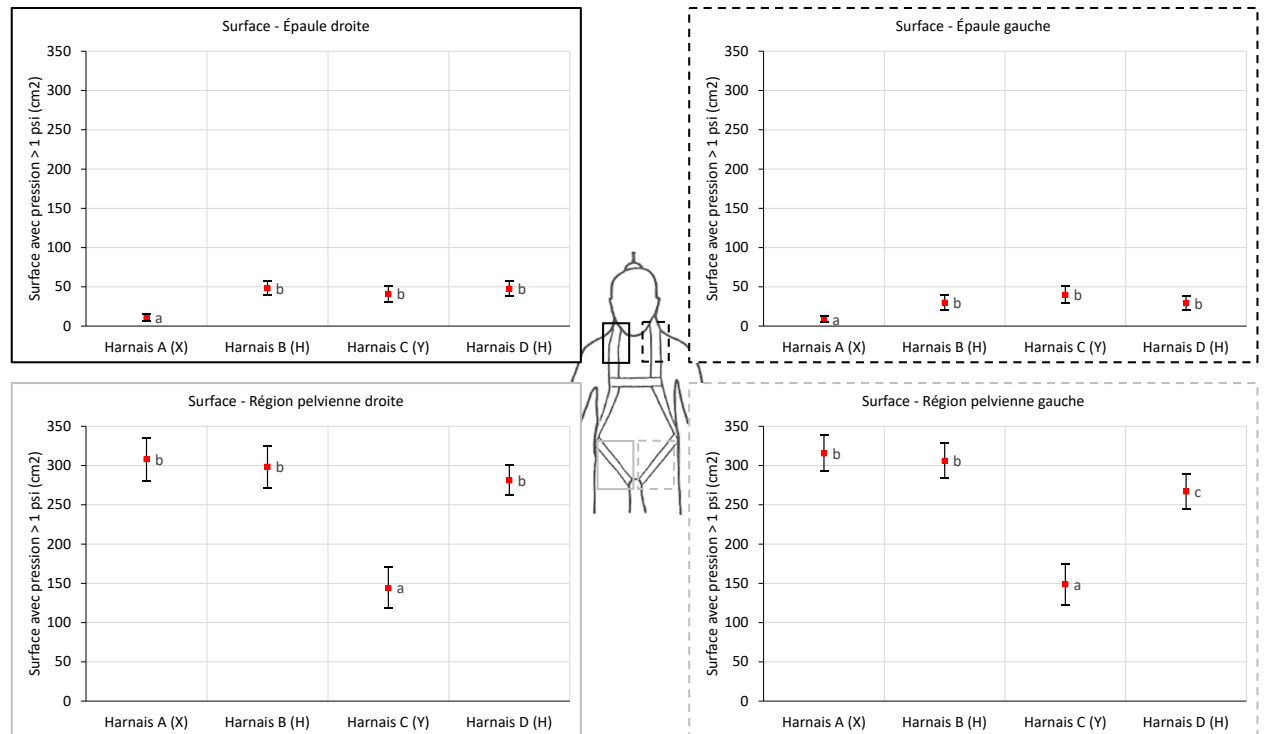 Surface - Épaule droite
Surface avec pression > 1 psi (cm2)
350
300
250
200
150
100
50
0
a
b
b
b
Harnais A (X) Harnais B (H) Harnais C (Y) Harnais D (H)
Surface - Épaule gauche
Surface avec pression > 1 psi (cm2)
350
300
250
200
150
100
50
0
a
b
b
b
Harnais A (X) Harnais B (H) Harnais C (Y) Harnais D (H)
Surface - Région pelvienne droite
Surface avec pression > 1 psi (cm2)
350
300
250
200
150
100
50
0
b
b
a
b
Harnais A (X) Harnais B (H) Harnais C (Y) Harnais D (H)
Surface - Région pelvienne gauche
Surface avec pression > 1 psi (cm2)
350
300
250
200
150
100
50
0
b
b
a
c
Harnais A (X) Harnais B (H) Harnais C (Y) Harnais D (H)